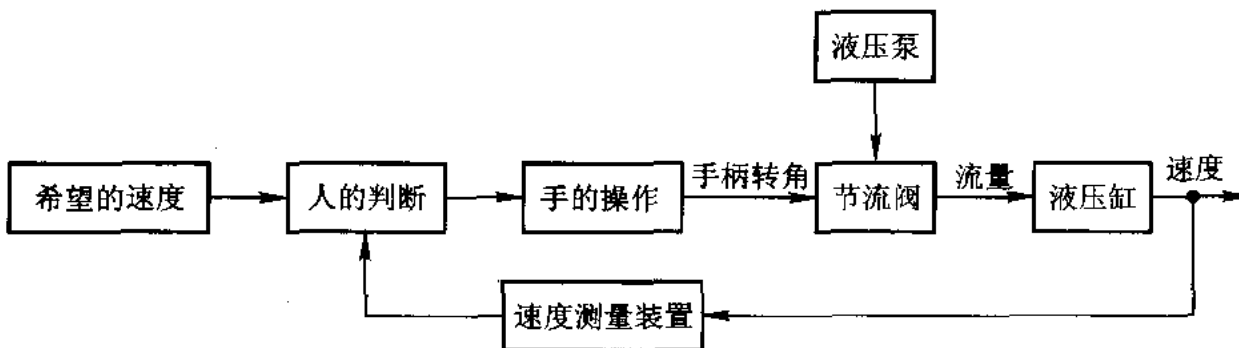 液压泵
希望的速度
人的判断
手的操作
手柄转角
节流阀
流量
液压缸
速度
速度测量装置